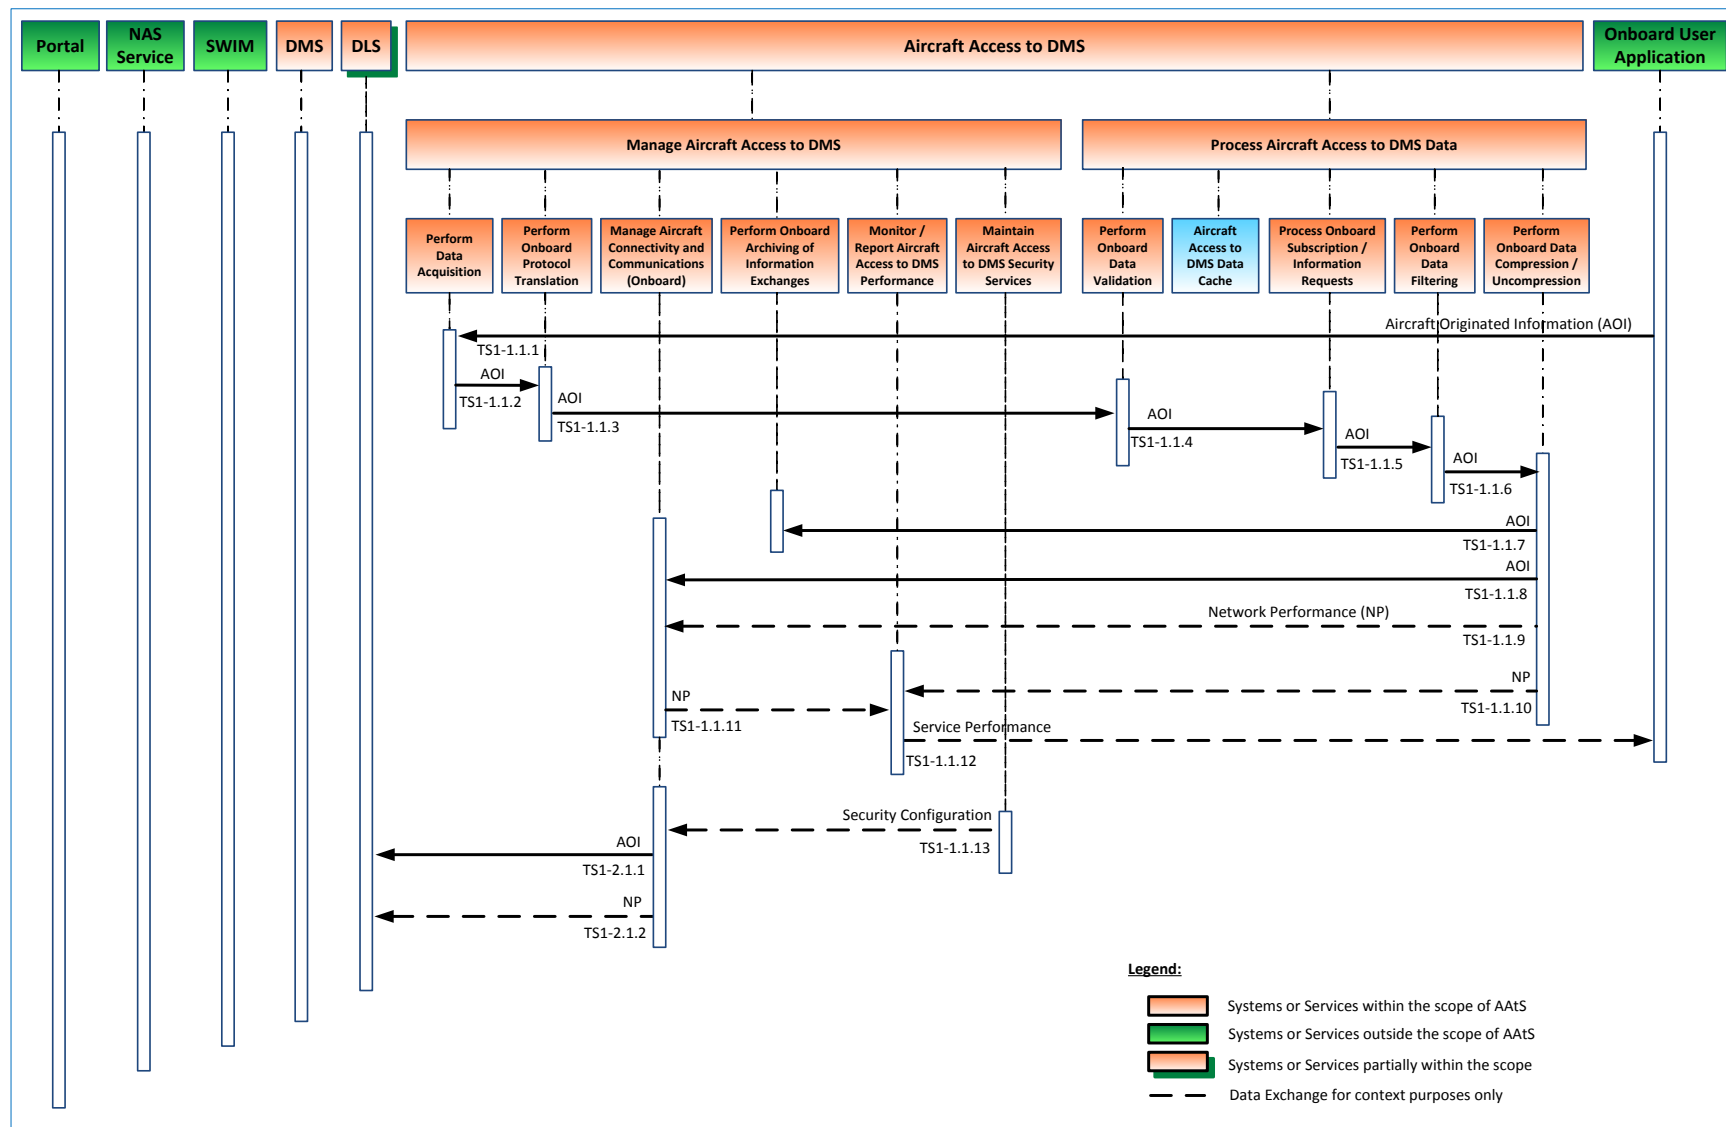 Portal
NAS
Service
SWIM
DMS
DLS
Aircraft Access to DMS
Onboard User
Application
Manage Aircraft Access to DMS
Process Aircraft Access to DMS Data
Perform
Data
Acquisition
Perform
Onboard
Protocol
Translation
Manage Aircraft
Connectivity and
Communications
(Onboard)
Perform Onboard
Archiving of
Information
Exchanges
Monitor /
Report Aircraft
Access to DMS
Performance
Maintain
Aircraft Access
to DMS Security
Services
Perform
Onboard
Data
Validation
Aircraft
Access to
DMS Data
Cache
Process Onboard
Subscription /
Information
Requests
Perform
Onboard
Data
Filtering
Perform
Onboard Data
Compression /
Uncompression
Aircraft Originated Information (AOI)
TS1-1.1.1
AOI
TS1-1.1.2
AOI
TS1-1.1.3
AOI
TS1-1.1.4
AOI
TS1-1.1.5
AOI
TS1-1.1.6
AOI
TS1-1.1.7
AOI
TS1-1.1.8
Network Performance (NP)
TS1-1.1.9
NP
TS1-1.1.10
NP
TS1-1.1.11
Service Performance
TS1-1.1.12
Security Configuration
TS1-1.1.13
AOI
TS1-2.1.1
NP
TS1-2.1.2
Legend:
Systems or Services within the scope of AAtS
Systems or Services outside the scope of AAtS
Systems or Services partially within the scope
Data Exchange for context purposes only